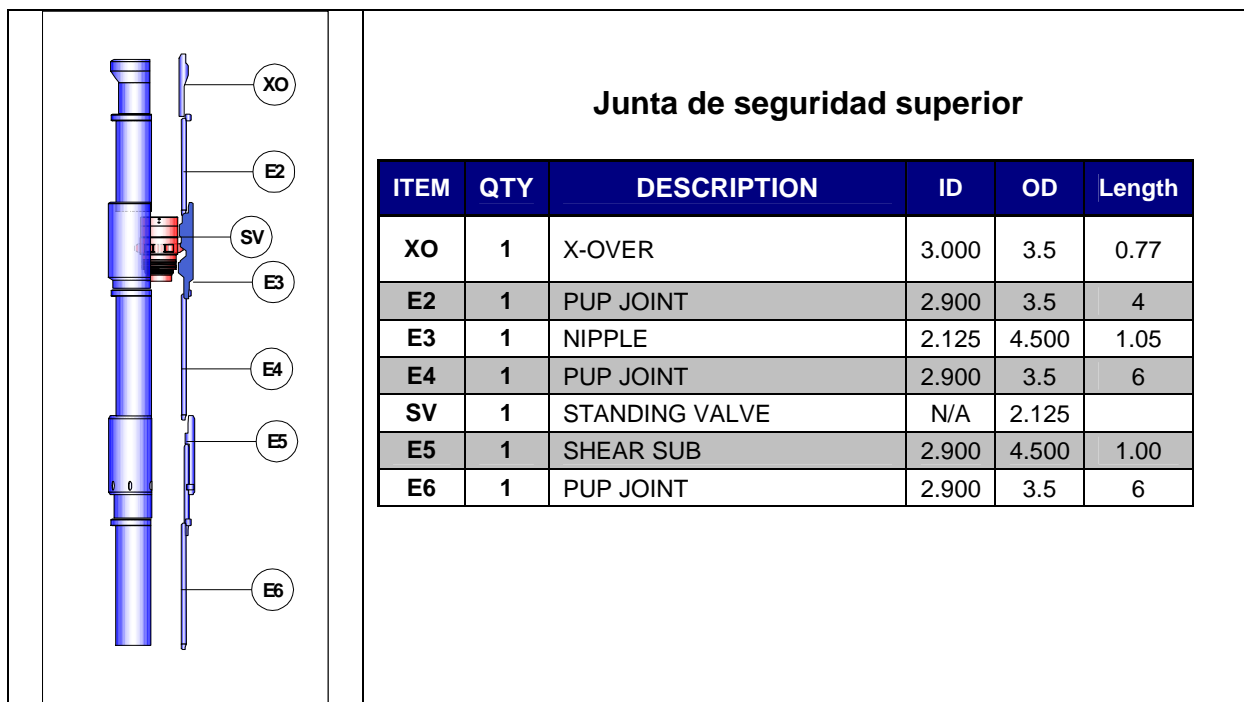 XO
E2
SV
E3
E4
E5
E6
Junta de seguridad superior
ITEM QTY DESCRIPTION ID OD Length
XO 1 X-OVER 3.000 3.5 0.77
E2 1 PUP JOINT 2.900 3.5 4
E3 1 NIPPLE 2.125 4.500 1.05
E4 1 PUP JOINT 2.900 3.5 6
SV 1 STANDING VALVE N/A 2.125
E5 1 SHEAR SUB 2.900 4.500 1.00
E6 1 PUP JOINT 2.900 3.5 6